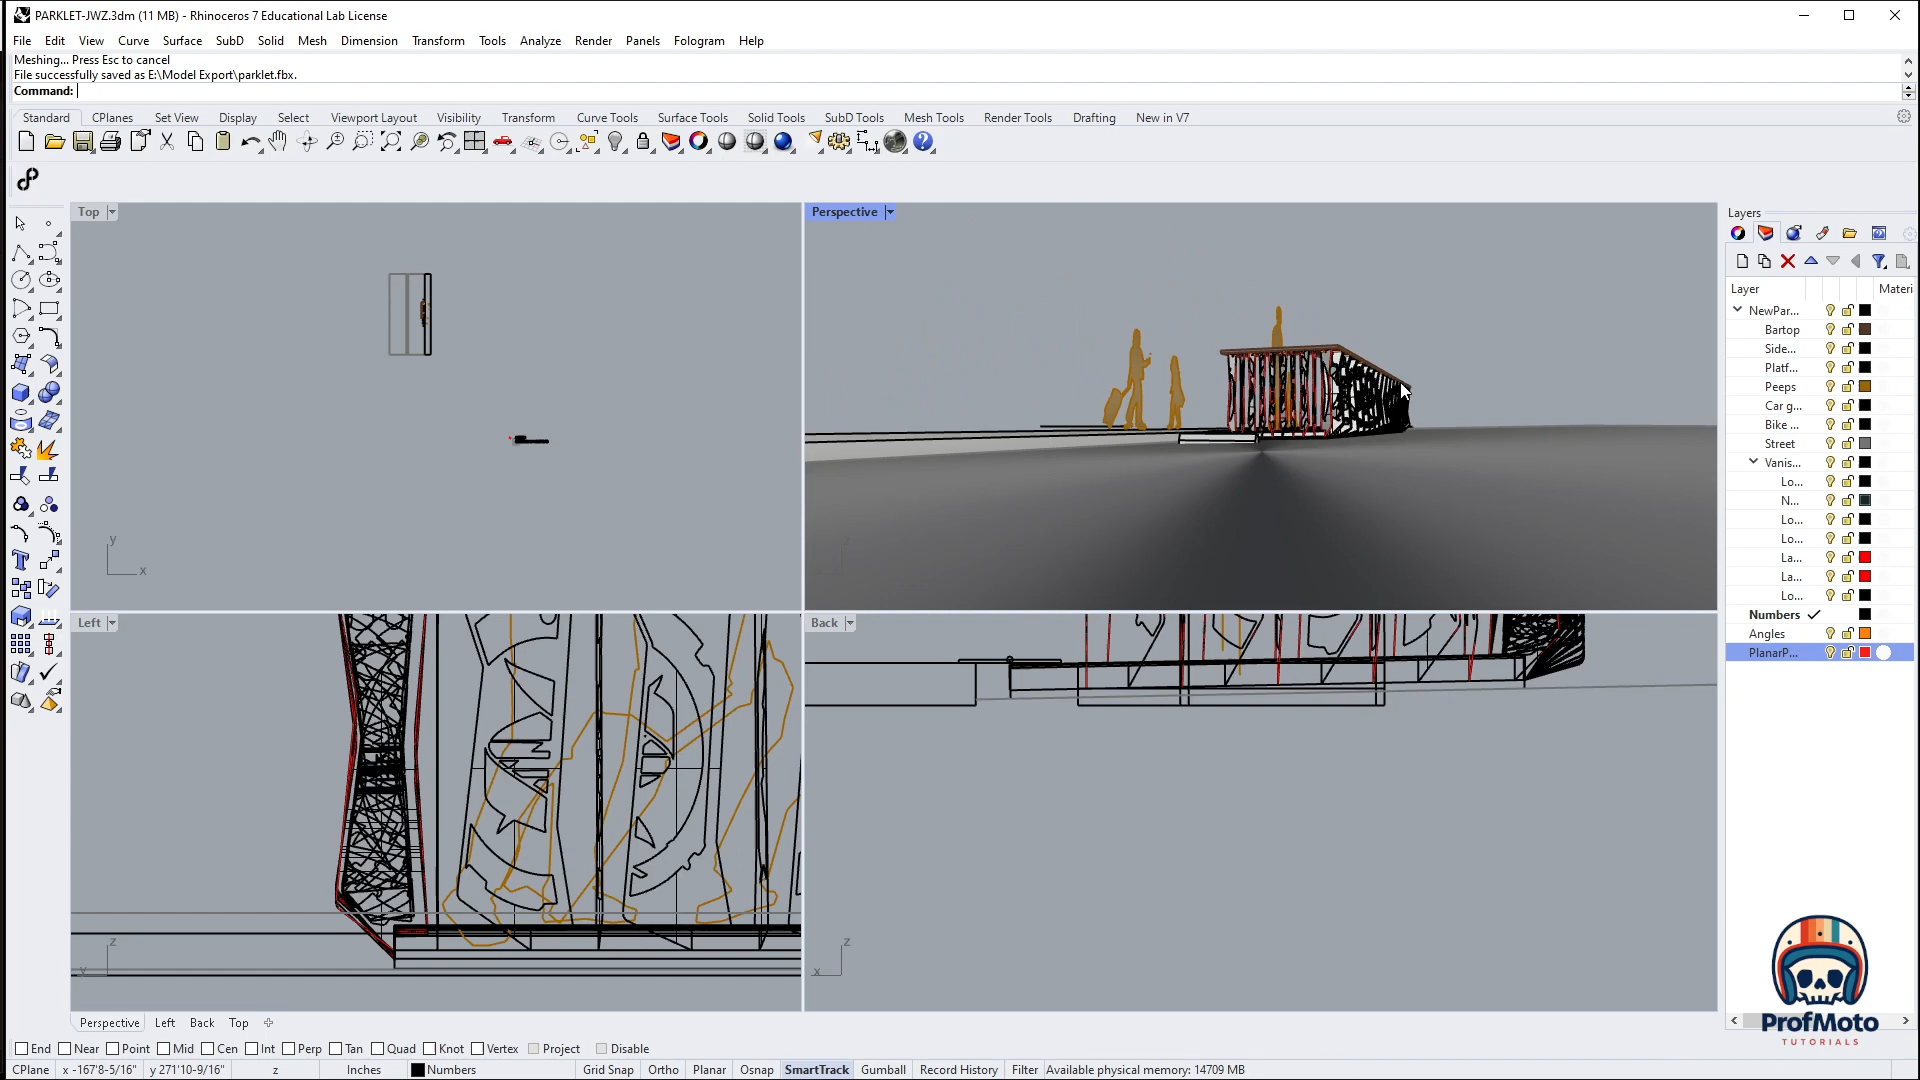 PARKLET-JWZ.3dm (11 MB) - Rhinoceros 7 Educational Lab License
File Edit View Curve Surface SubD Solid Mesh Dimension Transform Tools Analyze Render Panels Fologram Help
Meshing... Press Esc to cancel
File successfully saved as E:\Model Export\parklet.fbx.
Command:
Standard CPlanes Set View Display Select Viewport Layout Visibility Transform Curve Tools Surface Tools Solid Tools SubD Tools Mesh Tools Render Tools Drafting New in V7
Top
Perspective
Layers
Layer Materi
NewPar...
Bartop
Side...
Platf...
Peeps
Car g...
Bike ...
Street
Vanis...
Lo...
N...
Lo...
Lo...
La...
La...
Lo...
Numbers
Angles
PlanarP...
y
x
z
Left
Back
z
y
z
x
ProfMoto
TUTORIALS
Perspective Left Back Top
End Near Point Mid Cen Int Perp Tan Quad Knot Vertex Project Disable
CPlane x -167'8-5/16" y 271'10-9/16" z Inches Numbers Grid Snap Ortho Planar Osnap SmartTrack Gumball Record History Filter Available physical memory: 14709 MB